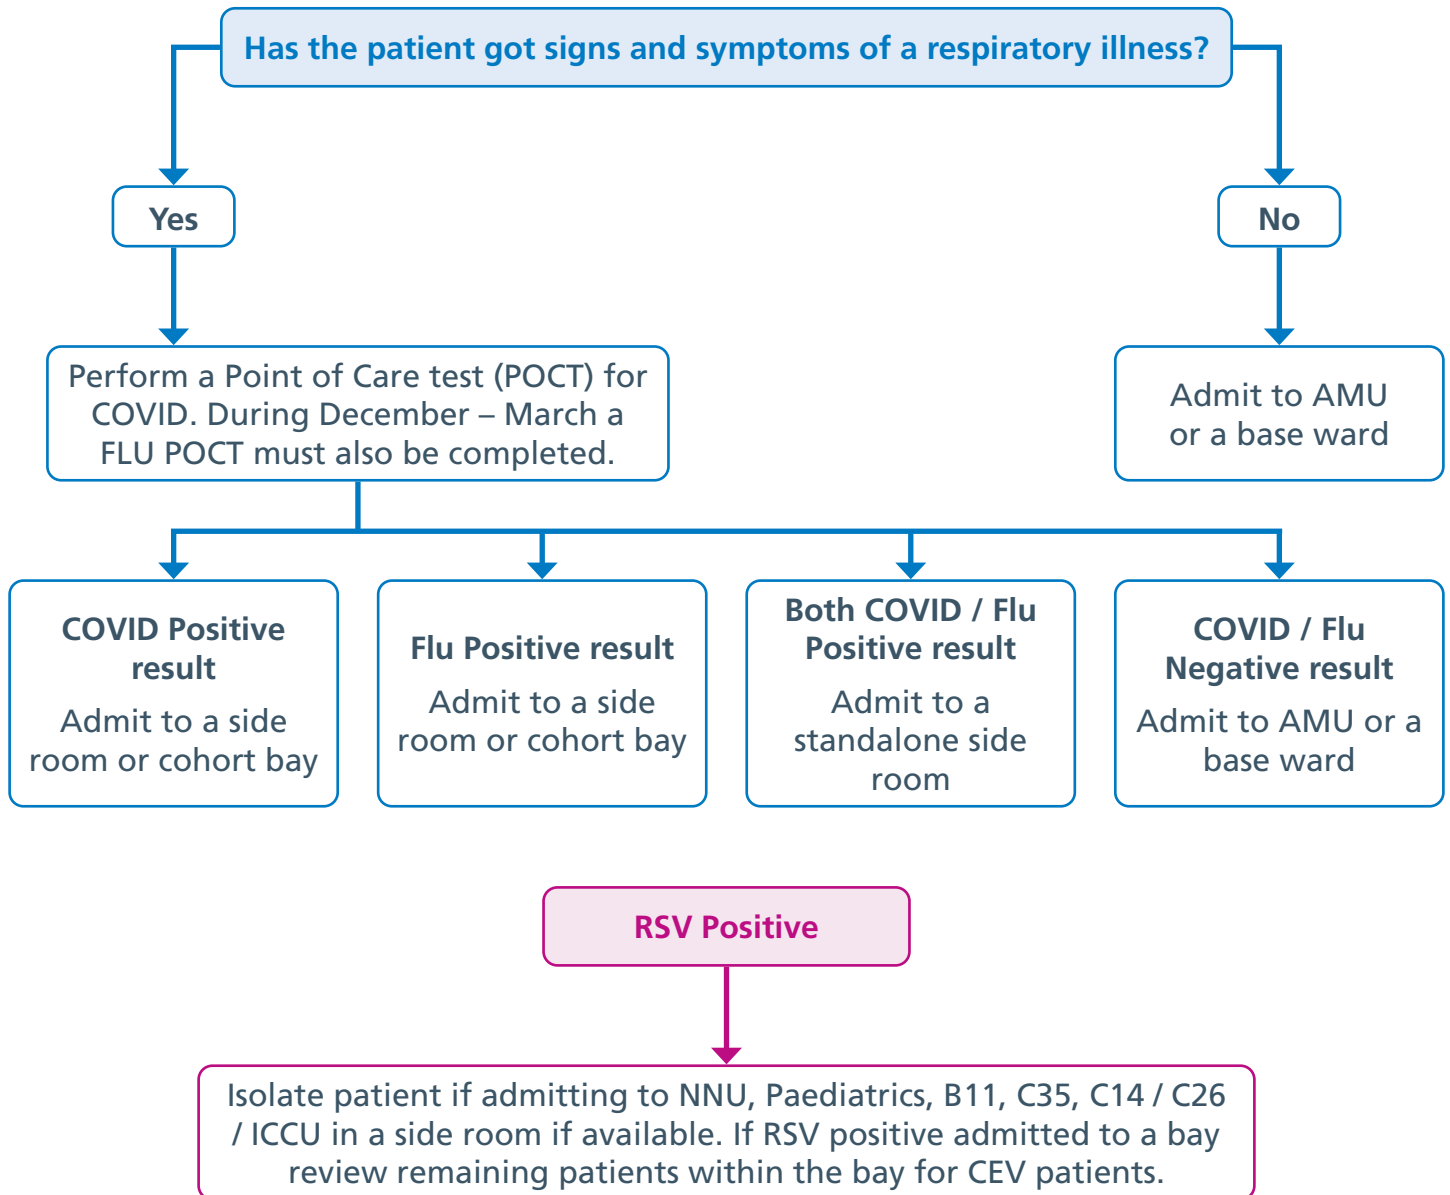 Has the patient got signs and symptoms of a respiratory illness?
Yes
No
Perform a Point of Care test (POCT) for
COVID. During December – March a
FLU POCT must also be completed.
Admit to AMU
or a base ward
COVID Positive
result
Admit to a side
room or cohort bay
Flu Positive result
Admit to a side
room or cohort bay
Both COVID / Flu
Positive result
Admit to a
standalone side
room
COVID / Flu
Negative result
Admit to AMU or a
base ward
RSV Positive
Isolate patient if admitting to NNU, Paediatrics, B11, C35, C14 / C26
/ ICCU in a side room if available. If RSV positive admitted to a bay
review remaining patients within the bay for CEV patients.